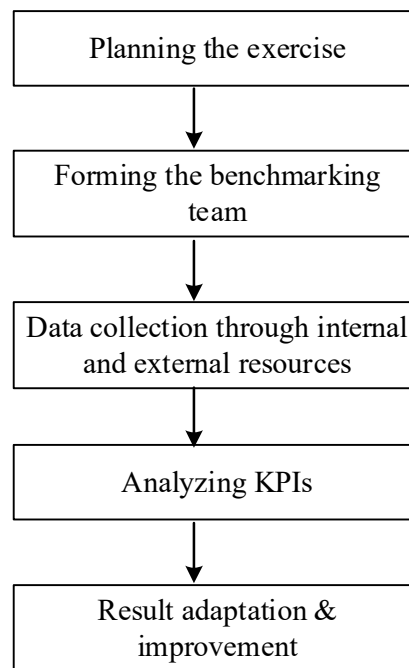 Planning the exercise
Forming the benchmarking
team
Data collection through internal
and external resources
Analyzing KPIs
Result adaptation &
improvement